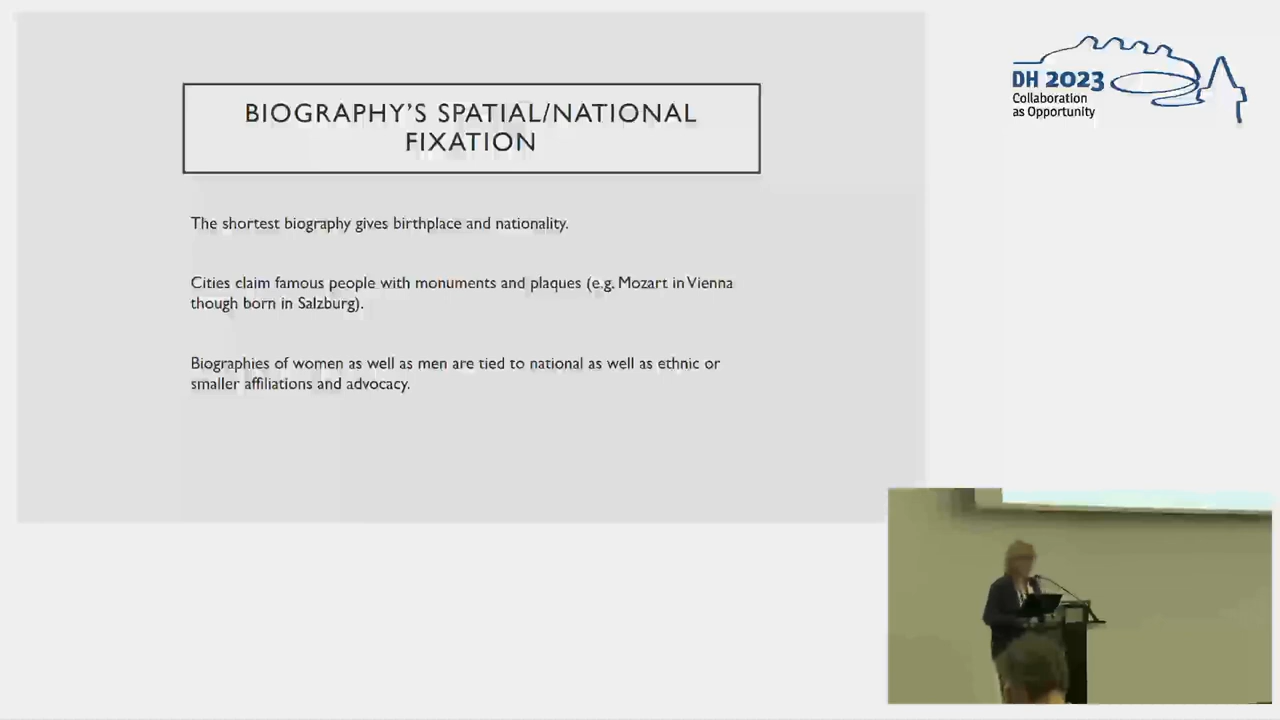 BIOGRAPHY'S SPATIAL/NATIONAL
FIXATION
The shortest biography gives birthplace and nationality.
Cities claim famous people with monuments and plaques (e.g. Mozart in Vienna
though born in Salzburg).
Biographies of women as well as men are tied to national as well as ethnic or
smaller affiliations and advocacy.
DH 2023
Collaboration
as Opportunity